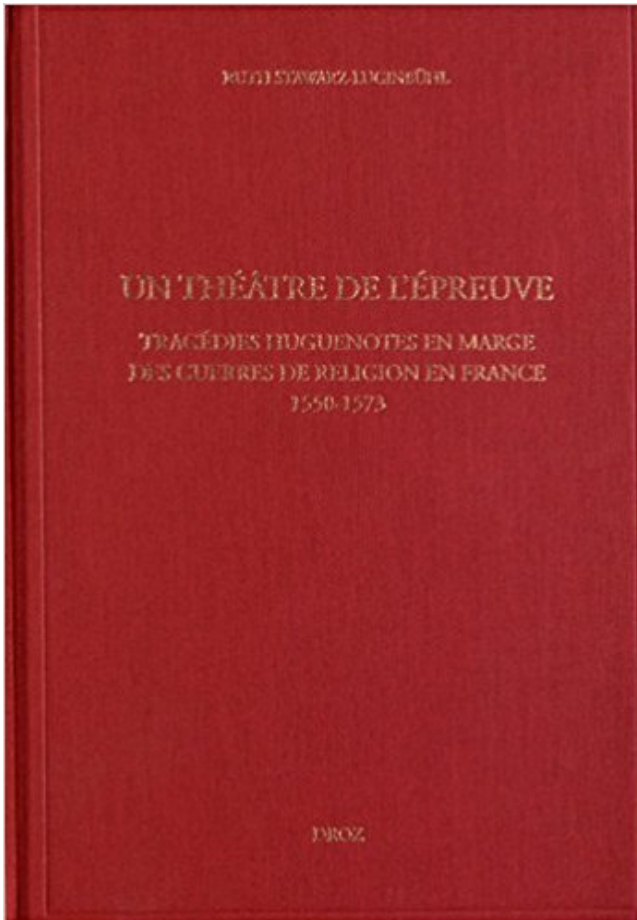 RUTH STAWARZ-LUGINBÜHL
UN THÉÂTRE DE L'ÉPREUVE
TRAGÉDIES HUGUENOTES EN MARGE
DES GUERRES DE RELIGION EN FRANCE
1550-1573
DROZ